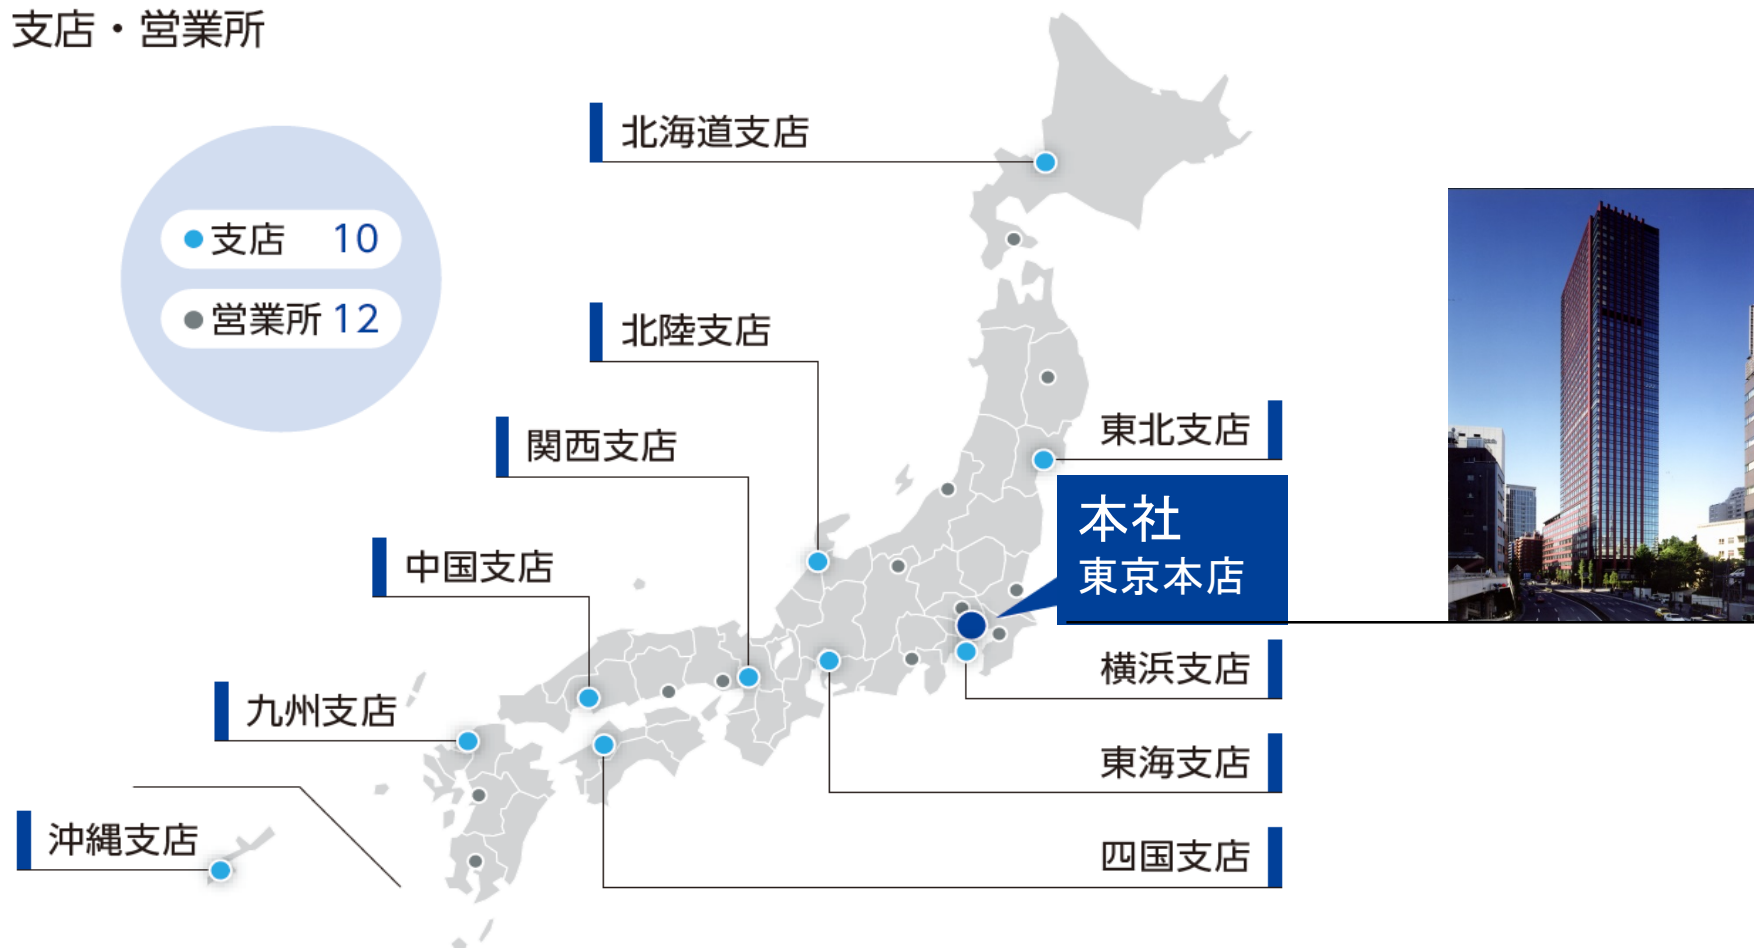 支店・営業所
北海道支店
支店 10
営業所 12
北陸支店
東北支店
関西支店
本社
東京本店
中国支店
横浜支店
九州支店
東海支店
沖縄支店
四国支店